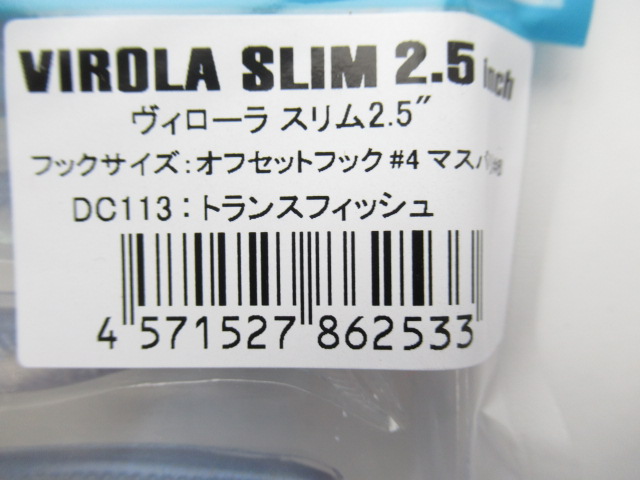 VIROLA SLIM 2.5 inch
ヴィローラ スリム2.5″
フックサイズ:オフセットフック #4 マスバリ
DC113:トランスフィッシュ
4 571527 862533